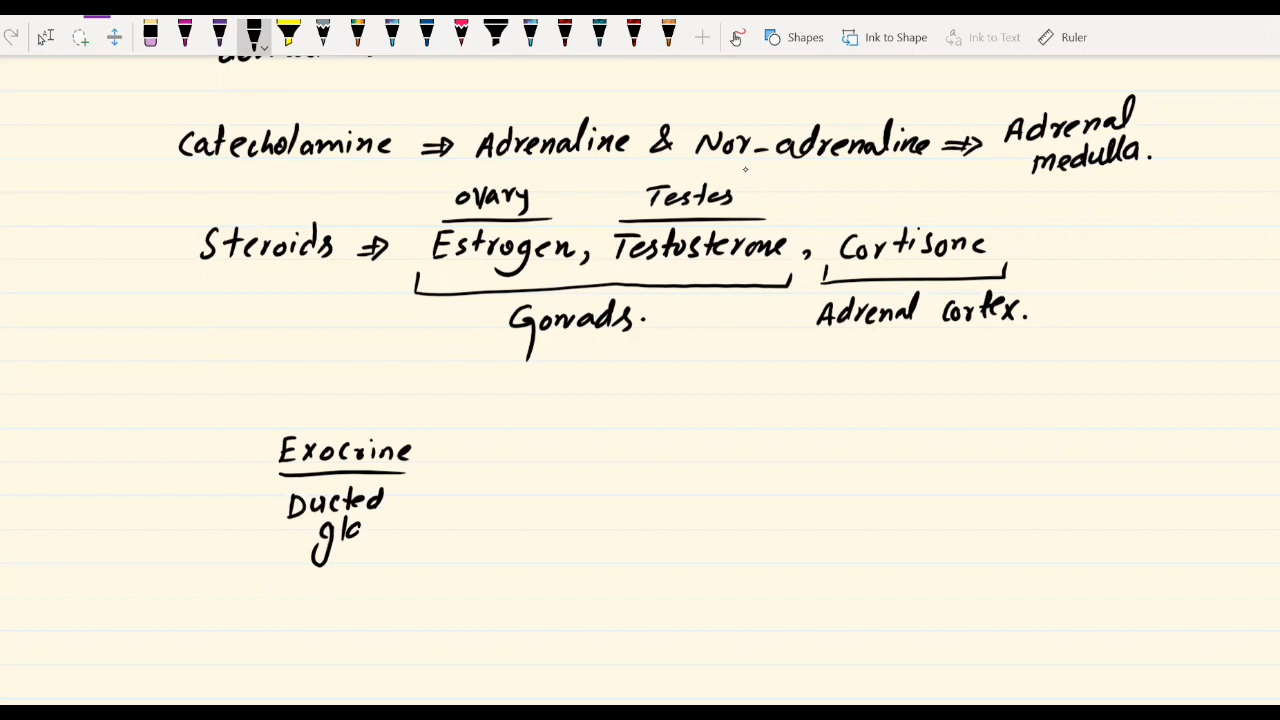 Shapes Ink to Shape Ink to Text Ruler
Catecholamine ⇒ Adrenaline & Nor-adrenaline ⇒ Adrenal
medulla.
Ovary Testes
Steroids ⇒ Estrogen, Testosterone, Cortisone
Gonads. Adrenal cortex.
Exocrine
Ducted
gla